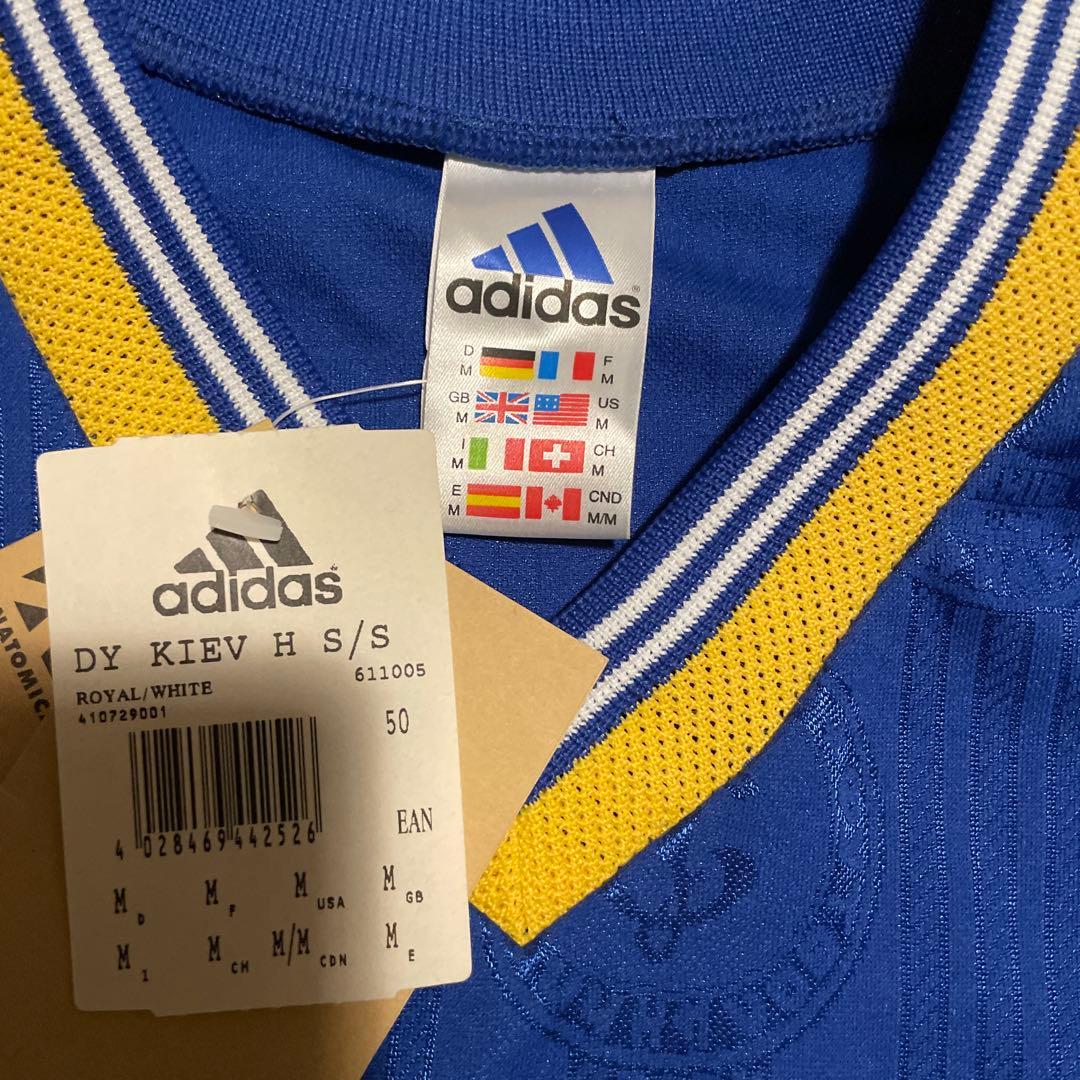 adidas®
D M F M
GB M US M
I M CH M
E M CND M/M
adidas
DY KIEV H S/S
611005
ROYAL/WHITE
410729001
50
4 028469 442526
EAN
M D M F M USA M GB
M I M CH M/M CDN M E